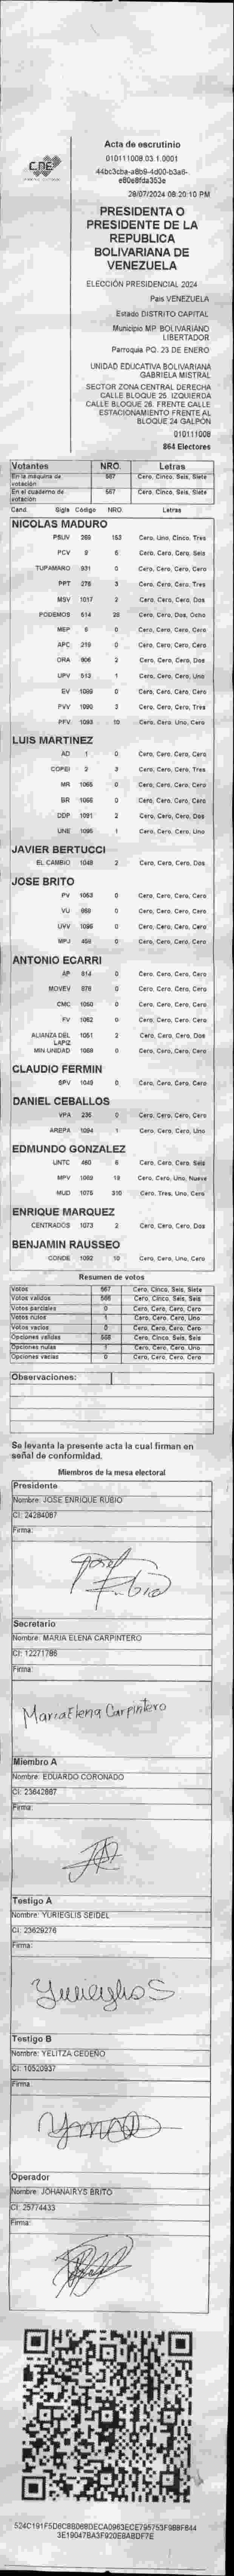 CDE
Acta de escrutinio
010111008.03.1.0001
44bc3cba-a8b9-4d00-b3a6-
e80e8fda353e
28/07/2024 08:20:10 PM
PRESIDENTA O
PRESIDENTE DE LA
REPUBLICA
BOLIVARIANA DE
VENEZUELA
ELECCIÓN PRESIDENCIAL 2024
Pais VENEZUELA
Estado DISTRITO CAPITAL
Municipio MP. BOLIVARIANO
LIBERTADOR
Parroquia PQ. 23 DE ENERO
UNIDAD EDUCATIVA BOLIVARIANA
GABRIELA MISTRAL
SECTOR ZONA CENTRAL DERECHA
CALLE BLOQUE 25. IZQUIERDA
CALLE BLOQUE 26. FRENTE CALLE
ESTACIONAMIENTO FRENTE AL
BLOQUE 24 GALPÓN
010111008
864 Electores
Votantes NRO. Letras
En la máquina de votación 567 Cero, Cinco, Seis, Siete
En el cuaderno de votación 567 Cero, Cinco, Seis, Siete
Cand. Sigla Código NRO. Letras
NICOLAS MADURO
PSUV 269 153 Cero, Uno, Cinco, Tres
PCV 9 6 Cero, Cero, Cero, Seis
TUPAMARO 931 0 Cero, Cero, Cero, Cero
PPT 276 3 Cero, Cero, Cero, Tres
MSV 1017 2 Cero, Cero, Cero, Dos
PODEMOS 514 28 Cero, Cero, Dos, Ocho
MEP 6 0 Cero, Cero, Cero, Cero
APC 219 0 Cero, Cero, Cero, Cero
ORA 906 2 Cero, Cero, Cero, Dos
UPV 513 1 Cero, Cero, Cero, Uno
EV 1089 0 Cero, Cero, Cero, Cero
PVV 1090 3 Cero, Cero, Cero, Tres
PFV 1093 10 Cero, Cero, Uno, Cero
LUIS MARTINEZ
AD 1 0 Cero, Cero, Cero, Cero
COPEI 2 3 Cero, Cero, Cero, Tres
MR 1065 0 Cero, Cero, Cero, Cero
BR 1066 0 Cero, Cero, Cero, Cero
DDP 1091 2 Cero, Cero, Cero, Dos
UNE 1095 1 Cero, Cero, Cero, Uno
JAVIER BERTUCCI
EL CAMBIO 1048 2 Cero, Cero, Cero, Dos
JOSE BRITO
PV 1053 0 Cero, Cero, Cero, Cero
VU 959 0 Cero, Cero, Cero, Cero
UVV 1096 0 Cero, Cero, Cero, Cero
MPJ 458 0 Cero, Cero, Cero, Cero
ANTONIO ECARRI
AP 814 0 Cero, Cero, Cero, Cero
MOVEV 876 0 Cero, Cero, Cero, Cero
CMC 1050 0 Cero, Cero, Cero, Cero
FV 1062 0 Cero, Cero, Cero, Cero
ALIANZA DEL LAPIZ 1051 2 Cero, Cero, Cero, Dos
MIN UNIDAD 1068 0 Cero, Cero, Cero, Cero
CLAUDIO FERMIN
SPV 1049 0 Cero, Cero, Cero, Cero
DANIEL CEBALLOS
VPA 236 0 Cero, Cero, Cero, Cero
AREPA 1094 1 Cero, Cero, Cero, Uno
EDMUNDO GONZALEZ
UNTC 460 6 Cero, Cero, Cero, Seis
MPV 1069 19 Cero, Cero, Uno, Nueve
MUD 1075 310 Cero, Tres, Uno, Cero
ENRIQUE MARQUEZ
CENTRADOS 1073 2 Cero, Cero, Cero, Dos
BENJAMIN RAUSSEO
CONDE 1092 10 Cero, Cero, Uno, Cero
Resumen de votos
Votos 567 Cero, Cinco, Seis, Siete
Votos válidos 566 Cero, Cinco, Seis, Seis
Votos parciales 0 Cero, Cero, Cero, Cero
Votos nulos 1 Cero, Cero, Cero, Uno
Votos vacíos 0 Cero, Cero, Cero, Cero
Opciones válidas 566 Cero, Cinco, Seis, Seis
Opciones nulas 1 Cero, Cero, Cero, Uno
Opciones vacías 0 Cero, Cero, Cero, Cero
Observaciones:
Se levanta la presente acta la cual firman en
señal de conformidad.
Miembros de la mesa electoral
Presidente
Nombre: JOSE ENRIQUE RUBIO
CI: 24284087
Firma:
José Rubio
Secretario
Nombre: MARIA ELENA CARPINTERO
CI: 12271786
Firma:
Maria Elena Carpintero
Miembro A
Nombre: EDUARDO CORONADO
CI: 23642887
Firma:
Testigo A
Nombre: YURIEGLIS SEIDEL
CI: 23629276
Firma:
Yurieglis S
Testigo B
Nombre: YELITZA CEDEÑO
CI: 10520937
Firma:
Operador
Nombre: JOHANAIRYS BRITO
CI: 25774433
Firma:
524C191F5D6C8B068DECA0963ECE795753F9BBF844
3E19047BA3F920E8ABDF7E